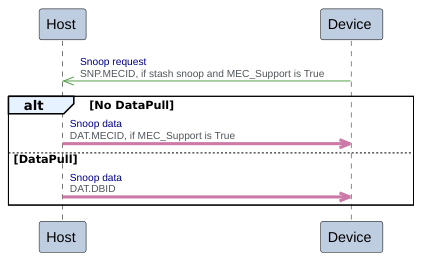 Host Device
Snoop request
SNP.MECID, if stash snoop and MEC_Support is True
alt [No DataPull]
Snoop data
DAT.MECID, if MEC_Support is True
[DataPull]
Snoop data
DAT.DBID
Host Device